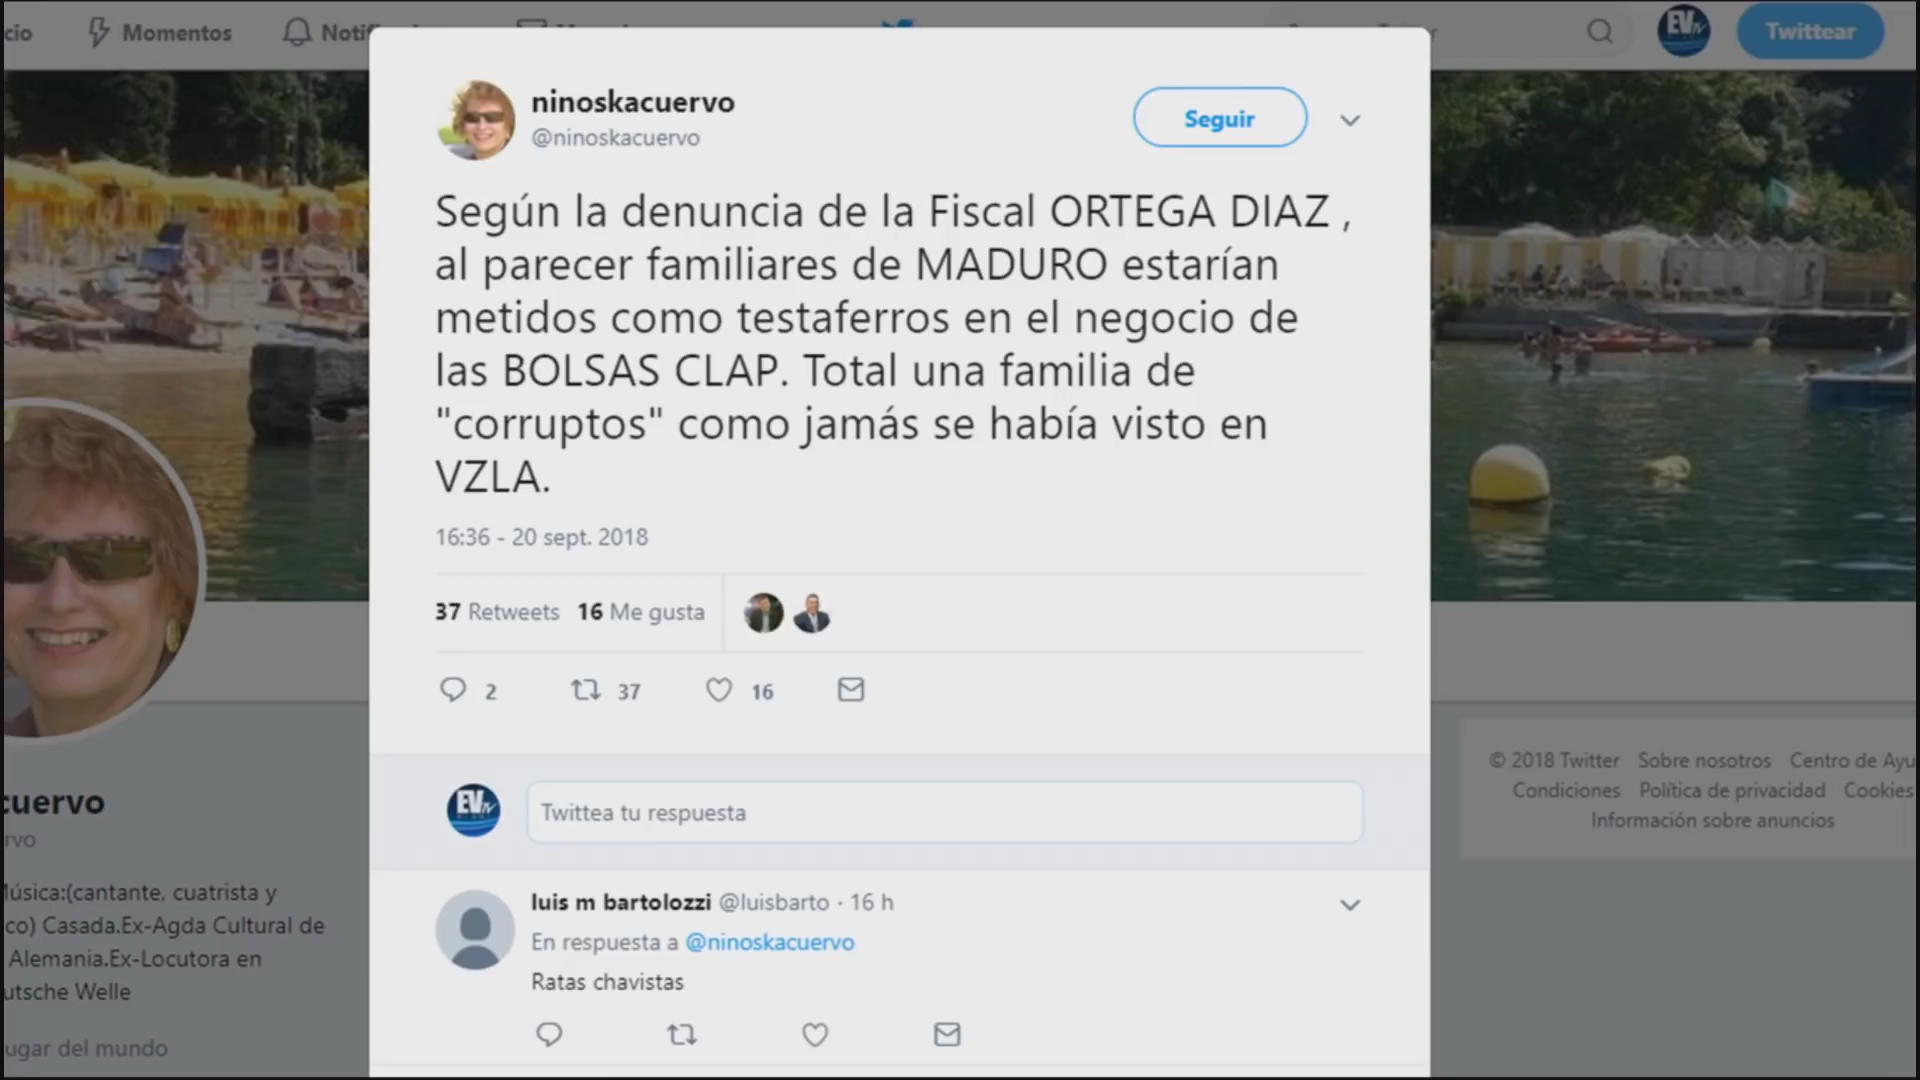 cio
Momentos
Twittear
ninoskacuervo
@ninoskacuervo
Seguir
Según la denuncia de la Fiscal ORTEGA DIAZ ,
al parecer familiares de MADURO estarían
metidos como testaferros en el negocio de
las BOLSAS CLAP. Total una familia de
"corruptos" como jamás se había visto en
VZLA.
16:36 - 20 sept. 2018
37 Retweets 16 Me gusta
2 37 16
Twittea tu respuesta
luis m bartolozzi @luisbarto · 16 h
En respuesta a @ninoskacuervo
Ratas chavistas
cuervo
rvo
Música:(cantante, cuatrista y
co) Casada.Ex-Agda Cultural de
Alemania.Ex-Locutora en
utsche Welle
ugar del mundo
© 2018 Twitter Sobre nosotros Centro de Ayu
Condiciones Política de privacidad Cookies
Información sobre anuncios